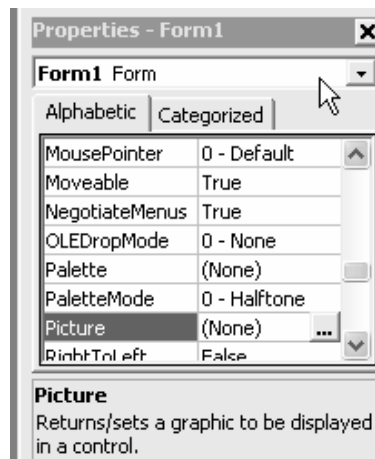 Properties - Form1
Form1 Form
Alphabetic Categorized
MousePointer 0 - Default
Moveable True
NegotiateMenus True
OLEDropMode 0 - None
Palette (None)
PaletteMode 0 - Halftone
Picture (None) ...
RightToLeft False
Picture
Returns/sets a graphic to be displayed
in a control.